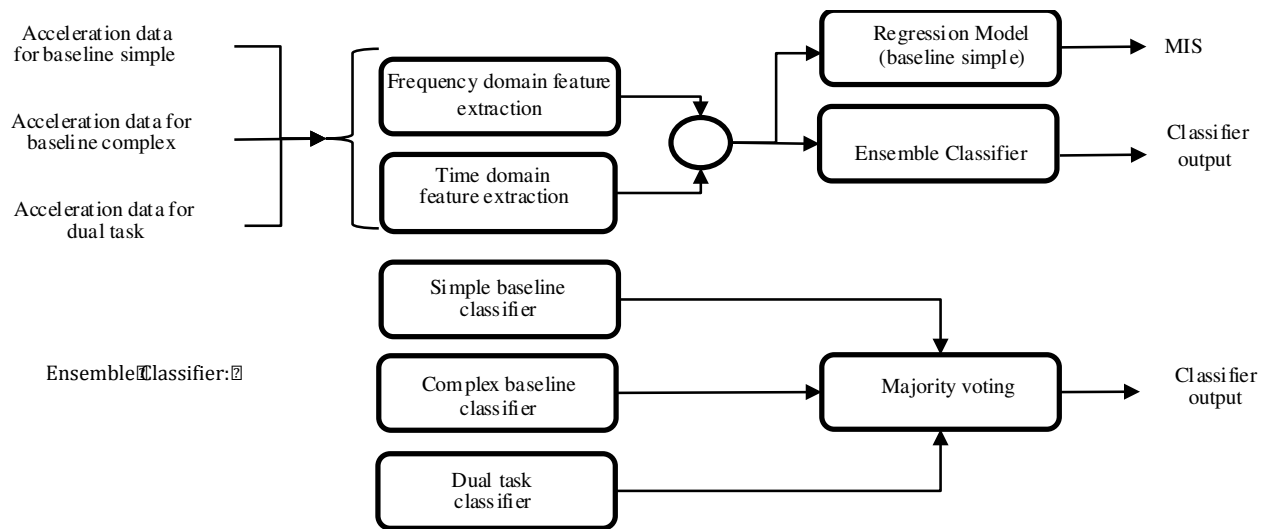 Acceleration data
for baseline simple
Acceleration data for
baseline complex
Acceleration data for
dual task
Frequency domain feature
extraction
Time domain
feature extraction
Regression Model
(baseline simple)
MIS
Ensemble Classifier
Classifier
output
Ensemble Classifier:
Simple baseline
classifier
Complex baseline
classifier
Dual task
classifier
Majority voting
Classifier
output